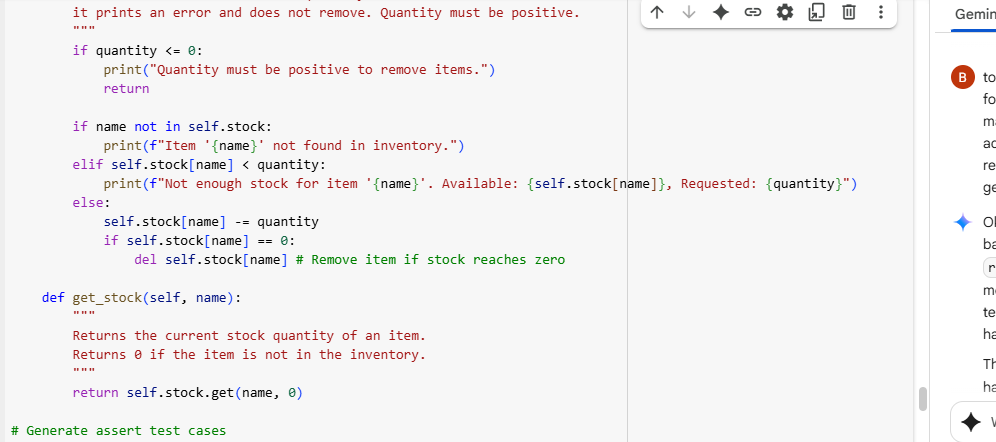 it prints an error and does not remove. Quantity must be positive.
"""
if quantity <= 0:
print("Quantity must be positive to remove items.")
return
if name not in self.stock:
print(f"Item '{name}' not found in inventory.")
elif self.stock[name] < quantity:
print(f"Not enough stock for item '{name}'. Available: {self.stock[name]}, Requested: {quantity}")
else:
self.stock[name] -= quantity
if self.stock[name] == 0:
del self.stock[name] # Remove item if stock reaches zero
def get_stock(self, name):
"""
Returns the current stock quantity of an item.
Returns 0 if the item is not in the inventory.
"""
return self.stock.get(name, 0)
# Generate assert test cases
Gemin
B
to
fo
ac
re
ge
ba
r
te
ha
Th
ha